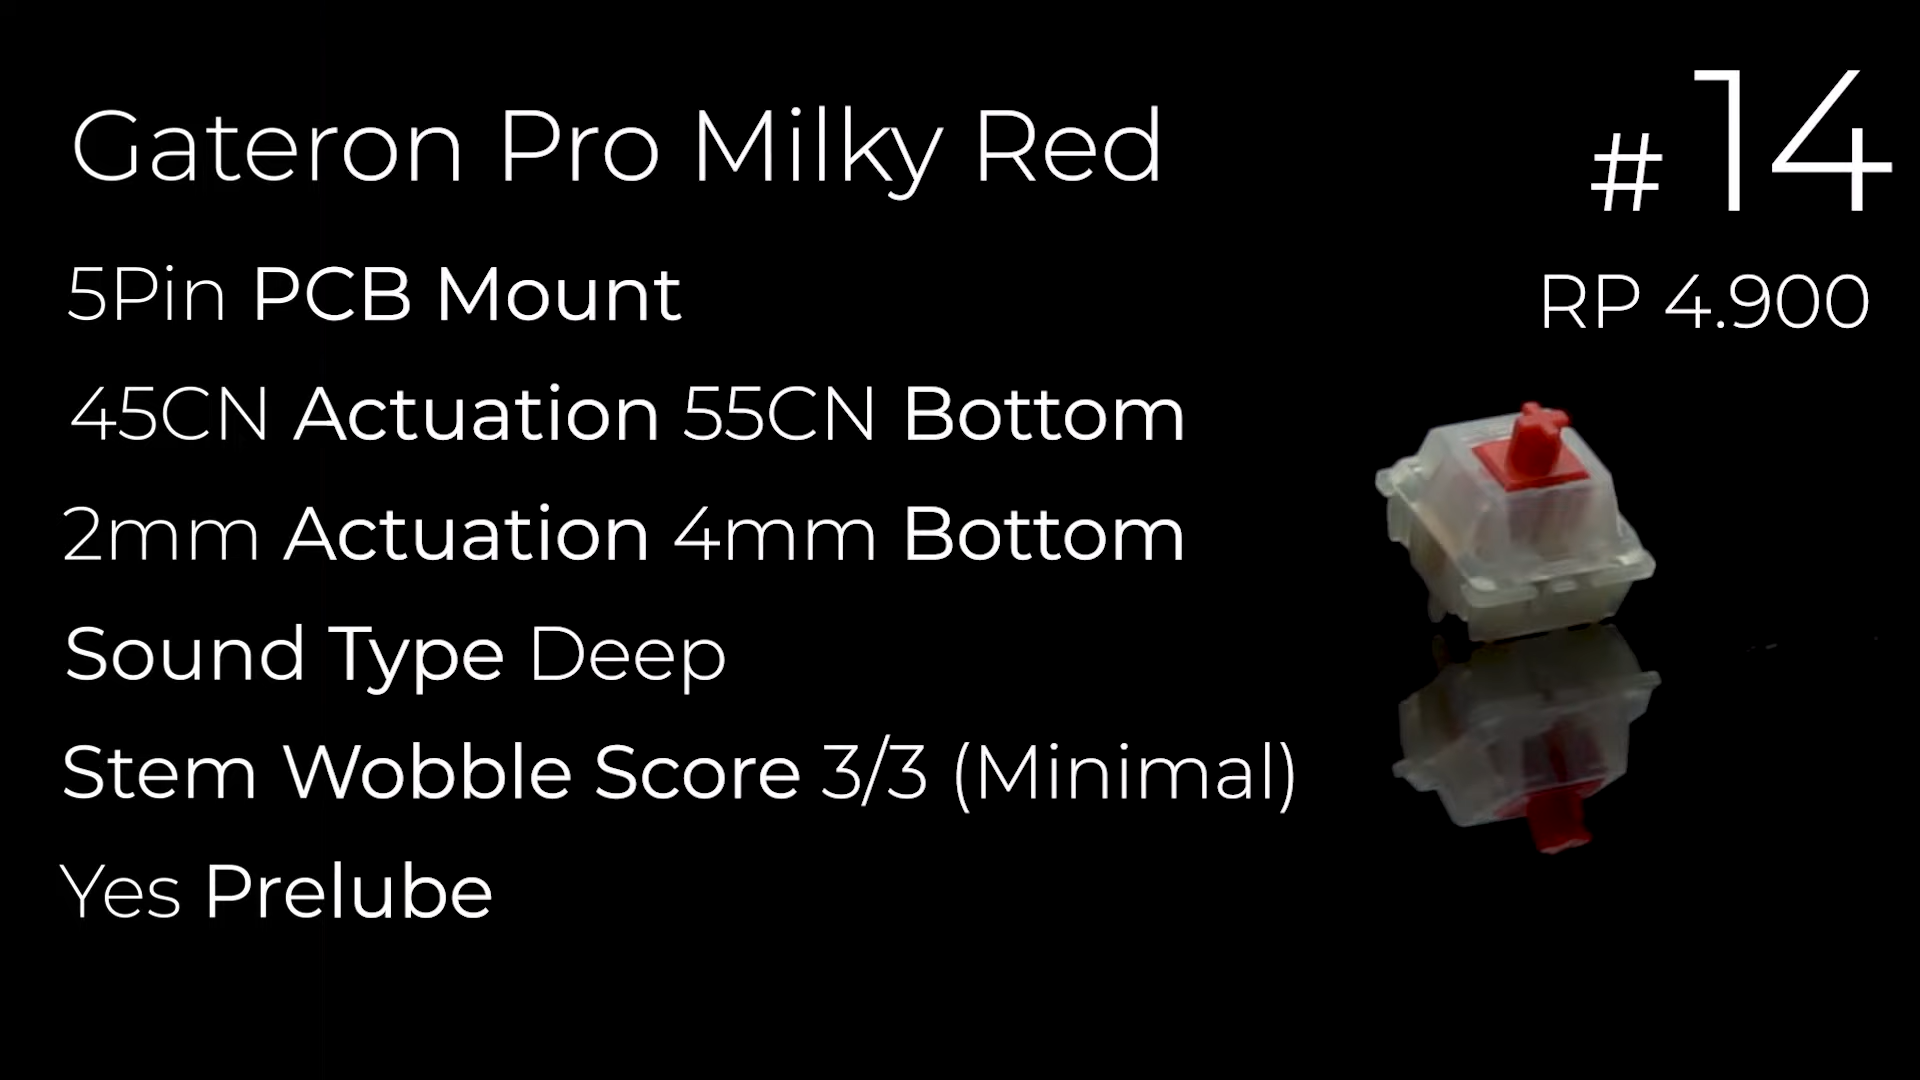 Gateron Pro Milky Red
#14
RP 4.900
5Pin PCB Mount
45CN Actuation 55CN Bottom
2mm Actuation 4mm Bottom
Sound Type Deep
Stem Wobble Score 3/3 (Minimal)
Yes Prelube